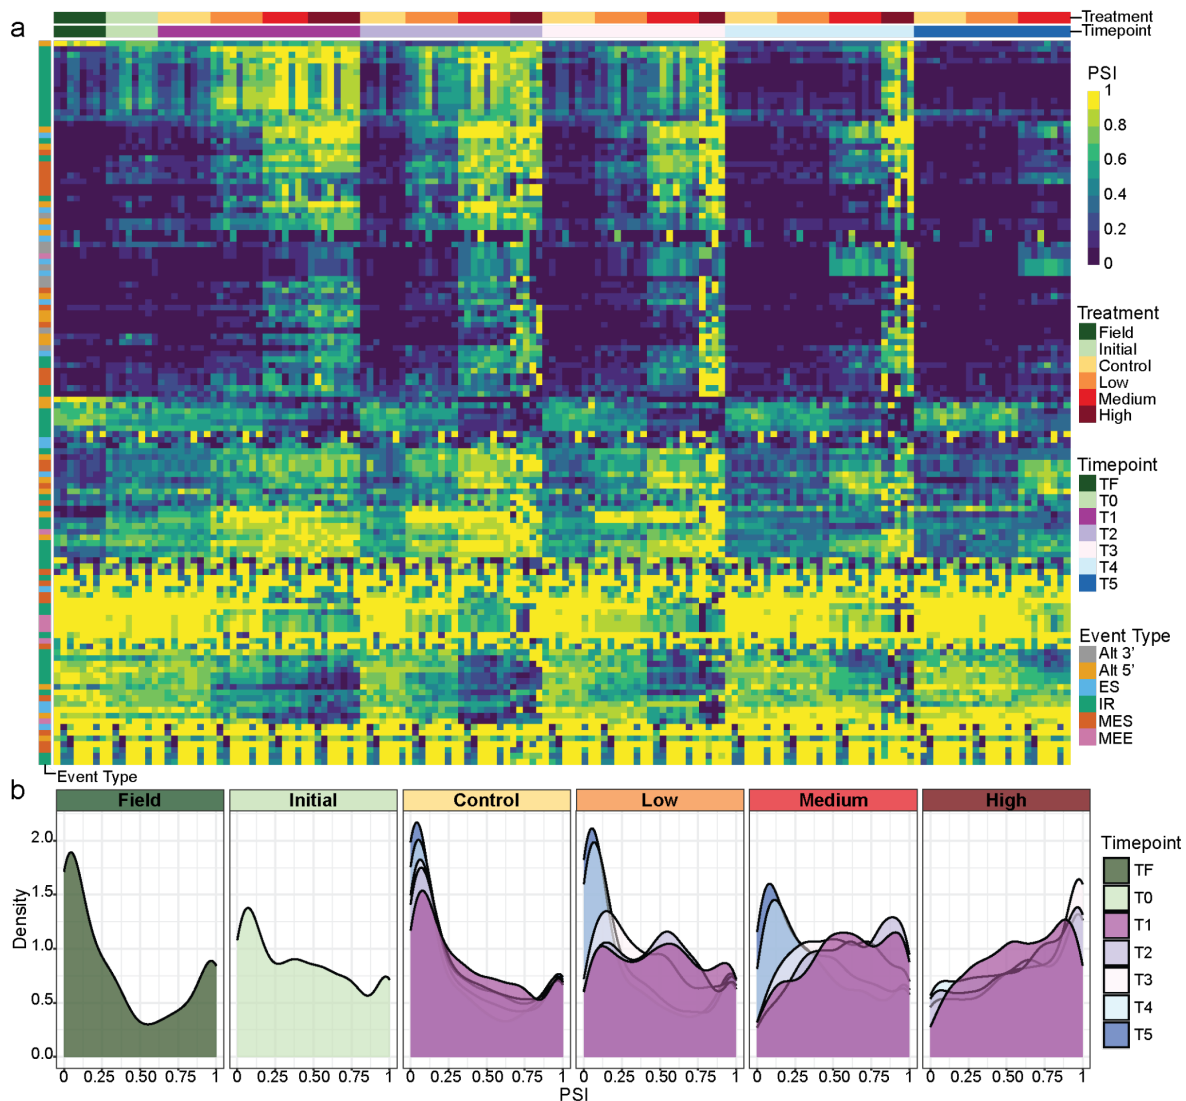 a
Treatment
Timepoint
PSI
1
0.8
0.6
0.4
0.2
0
Treatment
Field
Initial
Control
Low
Medium
High
Timepoint
TF
T0
T1
T2
T3
T4
T5
Event Type
Alt 3'
Alt 5'
ES
IR
MES
MEE
Event Type
b
Field Initial Control Low Medium High
2.0
1.5
1.0
0.5
0.0
Density
0 0.25 0.50 0.75 1 0 0.25 0.50 0.75 1 0 0.25 0.50 0.75 1 0 0.25 0.50 0.75 1 0 0.25 0.50 0.75 1 0 0.25 0.50 0.75 1
PSI
Timepoint
TF
T0
T1
T2
T3
T4
T5